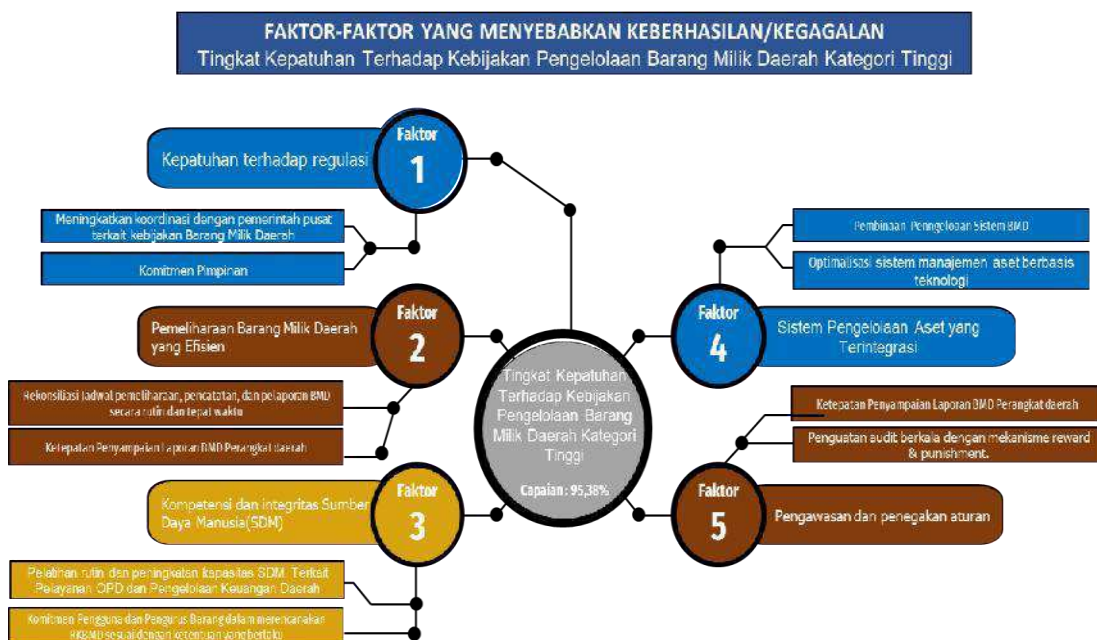 FAKTOR-FAKTOR YANG MENYEBABKAN KEBERHASILAN/KEGAGALAN
Tingkat Kepatuhan Terhadap Kebijakan Pengelolaan Barang Milik Daerah Kategori Tinggi
Faktor
1
Kepatuhan terhadap regulasi
Meningkatkan koordinasi dengan pemerintah pusat
terkait kebijakan Barang Milik Daerah
Komitmen Pimpinan
Faktor
2
Pemeliharaan Barang Milik Daerah
yang Efisien
Rekonsiliasi Jadwal pemeliharaan, pencatatan, dan pelaporan BMD
secara rutin dan tepat waktu
Ketepatan Penyampaian Laporan BMD Perangkat daerah
Faktor
3
Kompetensi dan integritas Sumber
Daya Manusia(SDM)
Pelatihan rutin dan peningkatan kapasitas SDM Terkait
Pelayanan OPD dan Pengelolaan Keuangan Daerah
Komitmen Pengguna dan Pengurus Barang dalam merencanakan
RKBMD sesuai dengan ketentuan yang berlaku
Tingkat Kepatuhan
Terhadap Kebijakan
Pengelolaan Barang
Milik Daerah Kategori
Tinggi
Capaian : 95,38%
Pembinaan Penngelolaan Sistem BMD
Optimalisasi sistem manajemen aset berbasis
teknologi
Faktor
4
Sistem Pengelolaan Aset yang
Terintegrasi
Ketepatan Penyampaian Laporan BMD Perangkat daerah
Penguatan audit berkala dengan mekanisme reward
& punishment.
Faktor
5
Pengawasan dan penegakan aturan